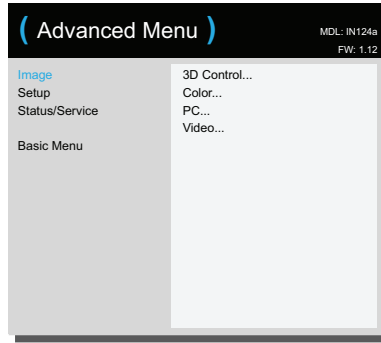 ( Advanced Menu )
MDL: IN124a
FW: 1.12
Image
Setup
Status/Service
Basic Menu
3D Control...
Color...
PC...
Video...